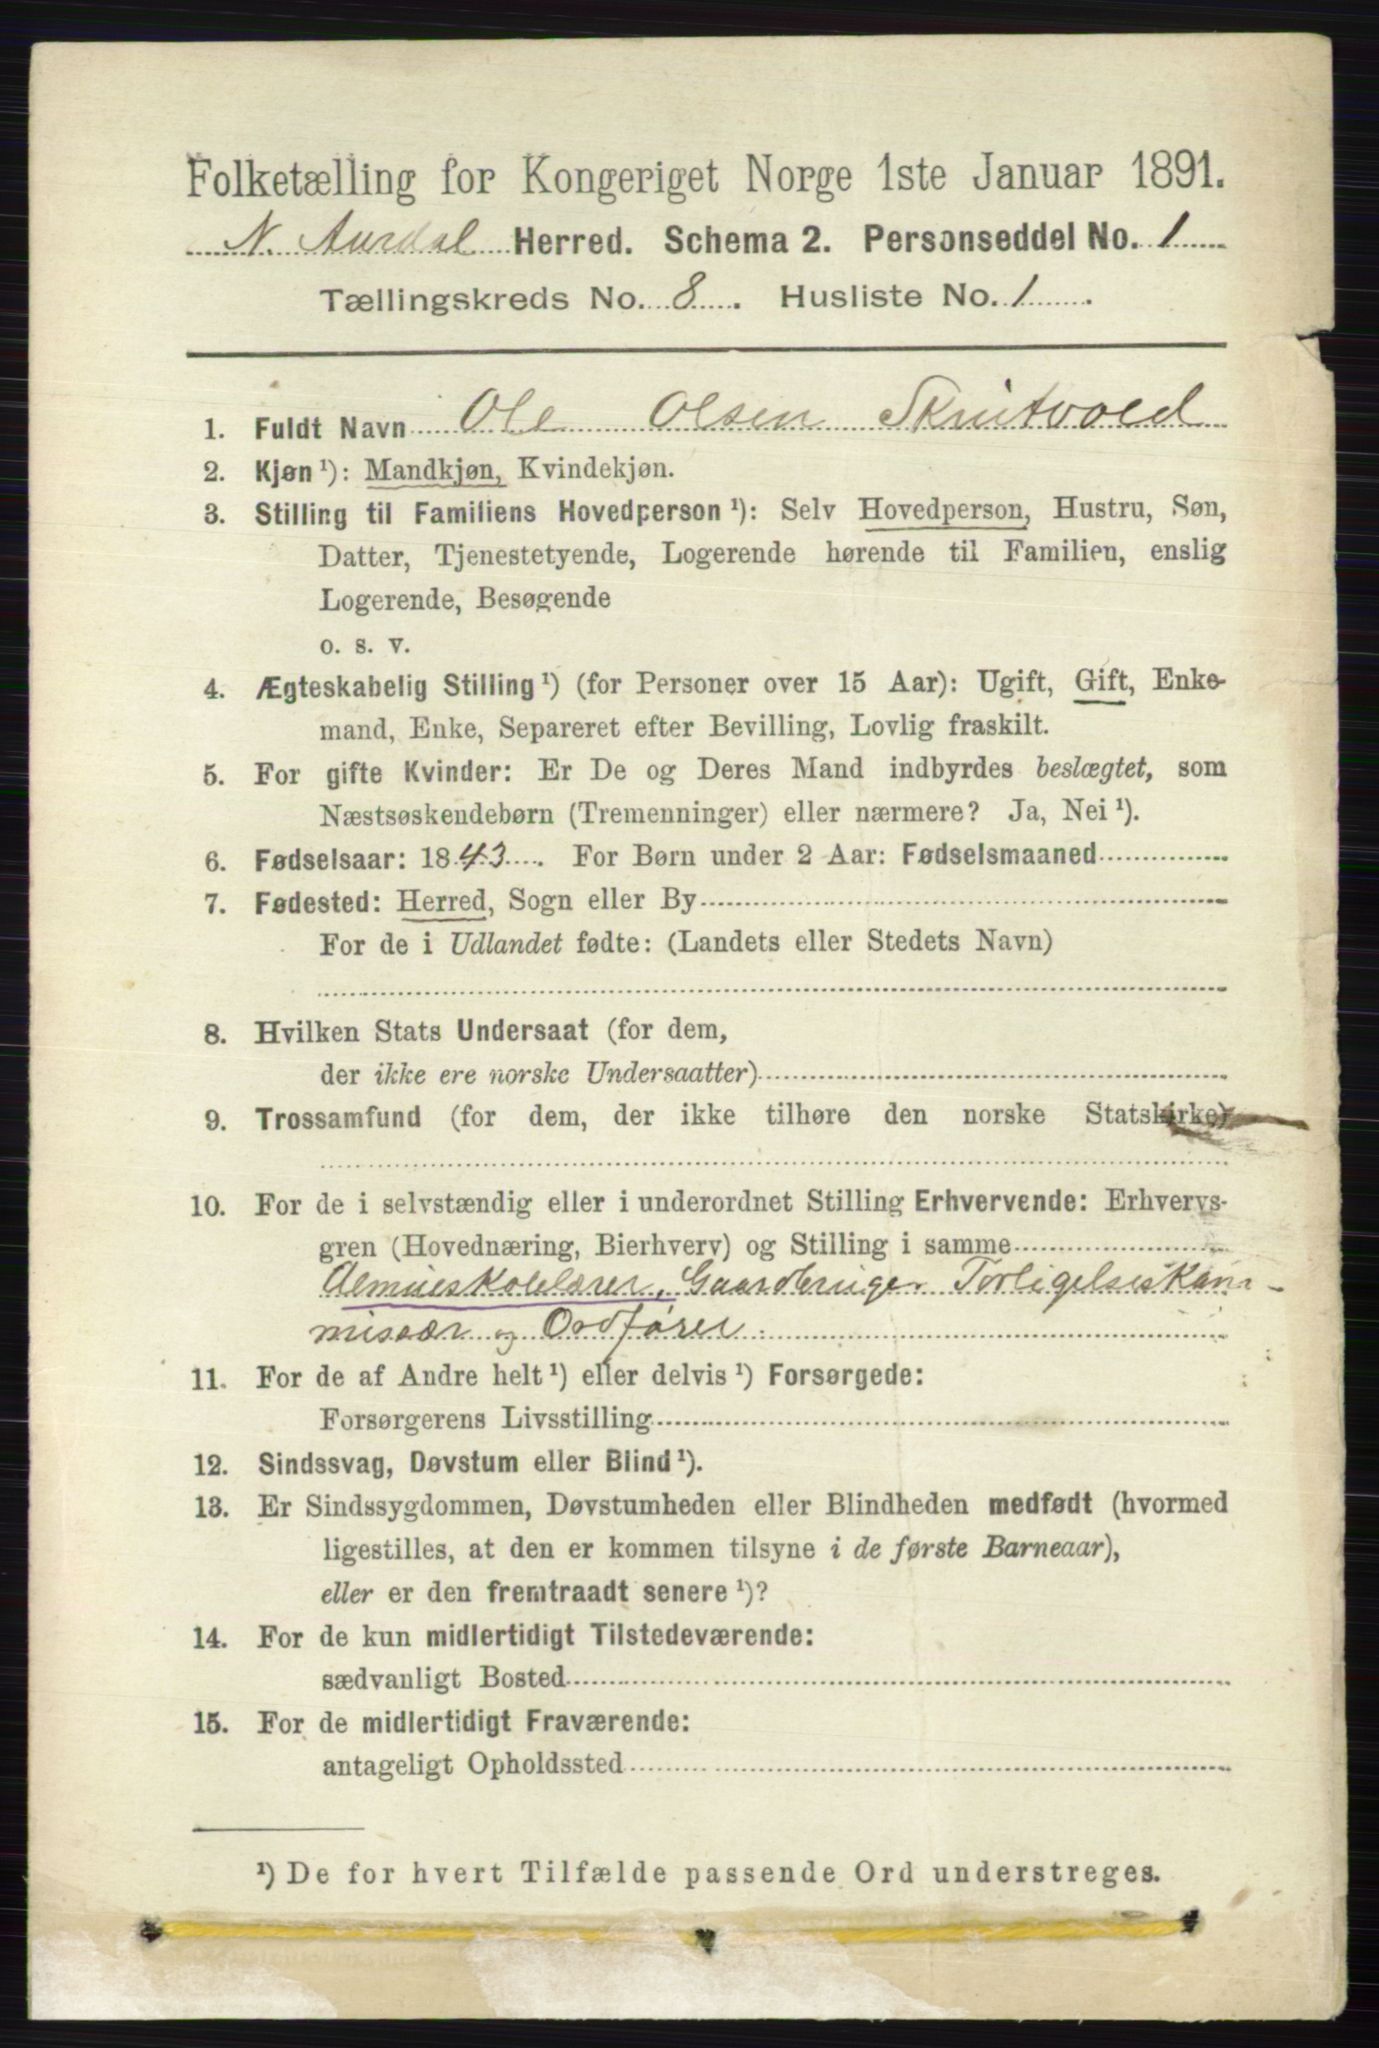 Folketælling for Kongeriget Norge 1ste Januar 1891.
N. Aurdal Herred. Schema 2. Personseddel No. 1
Tællingskreds No. 8. Husliste No. 1.
1. Fuldt Navn Ole Olsen Skrutvold
2. Kjøn ¹): Mandkjøn, Kvindekjøn.
3. Stilling til Familiens Hovedperson ¹): Selv Hovedperson, Hustru, Søn,
Datter, Tjenestetyende, Logerende hørende til Familien, enslig
Logerende, Besøgende
o. s. v.
4. Ægteskabelig Stilling ¹) (for Personer over 15 Aar): Ugift, Gift, Enke-
mand, Enke, Separeret efter Bevilling, Lovlig fraskilt.
5. For gifte Kvinder: Er De og Deres Mand indbyrdes beslægtet, som
Næstsøskendebørn (Tremenninger) eller nærmere? Ja, Nei ¹).
6. Fødselsaar: 1843. For Børn under 2 Aar: Fødselsmaaned
7. Fødested: Herred, Sogn eller By
For de i Udlandet fødte: (Landets eller Stedets Navn)
8. Hvilken Stats Undersaat (for dem,
der ikke ere norske Undersaatter)
9. Trossamfund (for dem, der ikke tilhøre den norske Statskirke)
10. For de i selvstændig eller i underordnet Stilling Erhvervende: Erhvervs-
gren (Hovednæring, Bierhverv) og Stilling i samme
Almueskolelærer, Gaardbruger Forligelseskom-
missær og Ordfører.
11. For de af Andre helt ¹) eller delvis ¹) Forsørgede:
Forsørgerens Livsstilling
12. Sindssvag, Døvstum eller Blind ¹).
13. Er Sindssygdommen, Døvstumheden eller Blindheden medfødt (hvormed
ligestilles, at den er kommen tilsyne i de første Barneaar),
eller er den fremtraadt senere ¹)?
14. For de kun midlertidigt Tilstedeværende:
sædvanligt Bosted
15. For de midlertidigt Fraværende:
antageligt Opholdssted
¹) De for hvert Tilfælde passende Ord understreges.